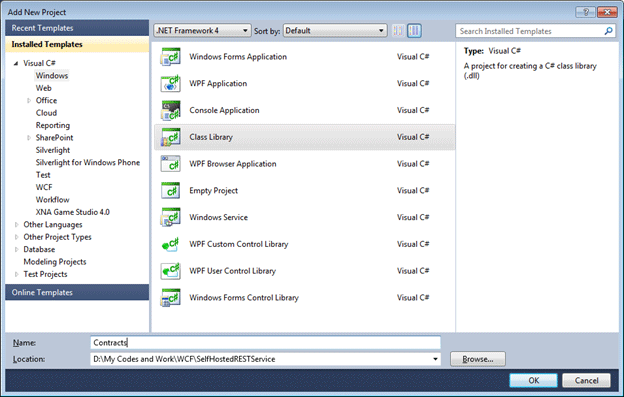 Add New Project
Recent Templates
Installed Templates
Visual C#
Windows
Web
Office
Cloud
Reporting
SharePoint
Silverlight
Silverlight for Windows Phone
Test
WCF
Workflow
XNA Game Studio 4.0
Other Languages
Other Project Types
Database
Modeling Projects
Test Projects
Online Templates
.NET Framework 4 Sort by: Default
Windows Forms Application Visual C#
WPF Application Visual C#
Console Application Visual C#
Class Library Visual C#
WPF Browser Application Visual C#
Empty Project Visual C#
Windows Service Visual C#
WPF Custom Control Library Visual C#
WPF User Control Library Visual C#
Windows Forms Control Library Visual C#
Search Installed Templates
Type: Visual C#
A project for creating a C# class library
(.dll)
Name: Contracts
Location: D:\My Codes and Work\WCF\SelfHostedRESTService Browse...
OK Cancel